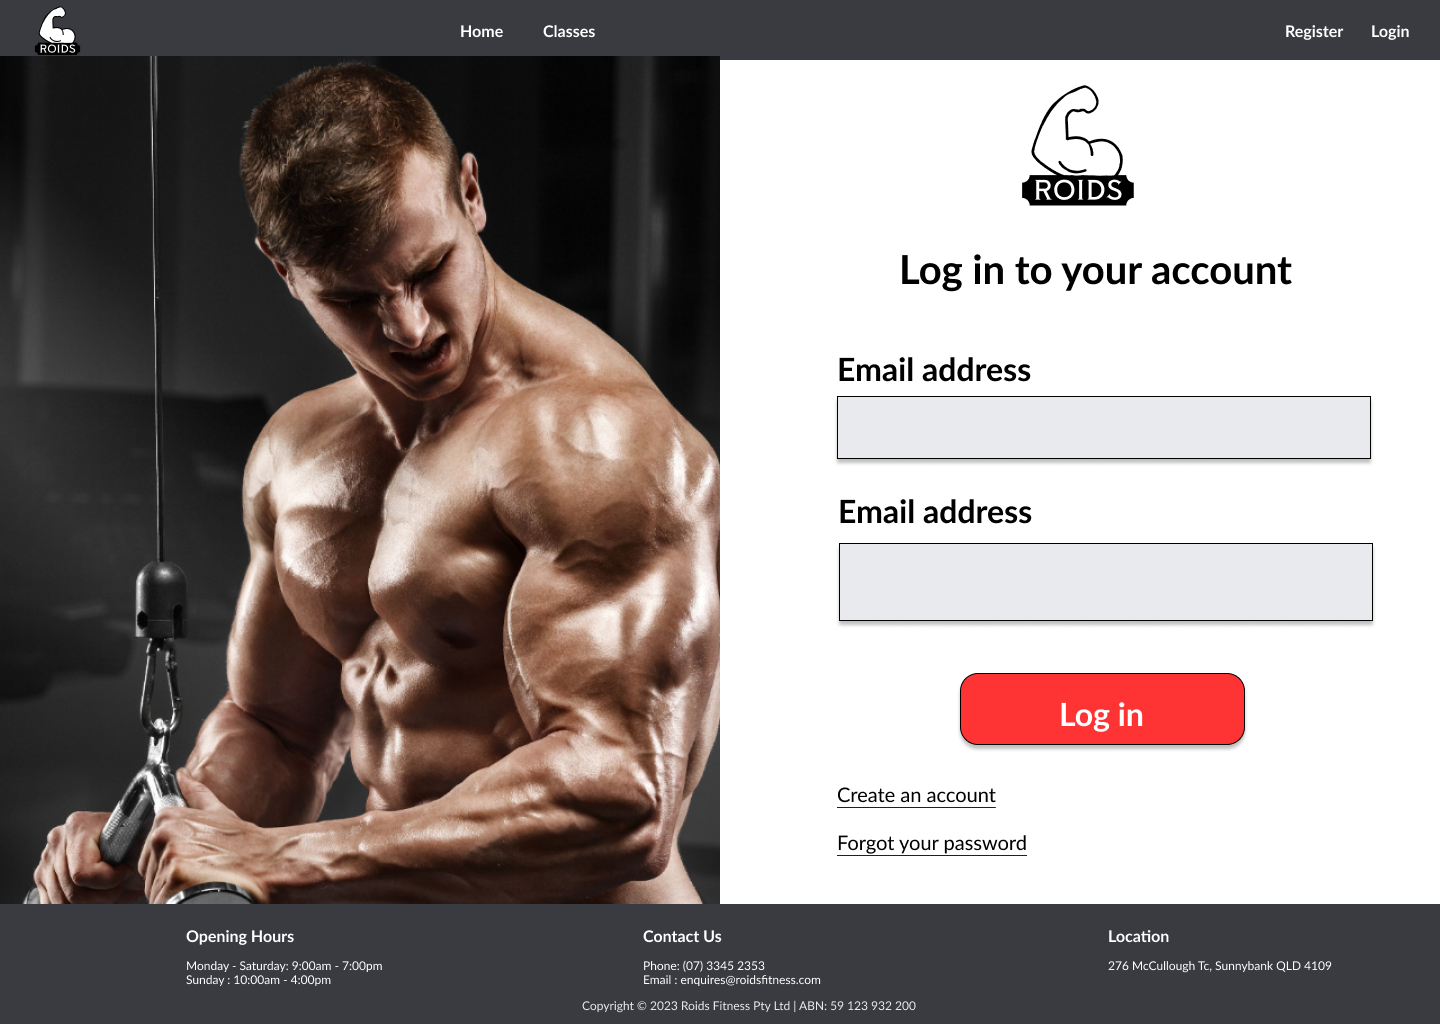 ROIDS
Home Classes Register Login
ROIDS
Log in to your account
Email address
Email address
Log in
Create an account
Forgot your password
Opening Hours
Monday - Saturday: 9:00am - 7:00pm
Sunday : 10:00am - 4:00pm
Contact Us
Phone: (07) 3345 2353
Email : enquires@roidsfitness.com
Location
276 McCullough Tc, Sunnybank QLD 4109
Copyright © 2023 Roids Fitness Pty Ltd | ABN: 59 123 932 200